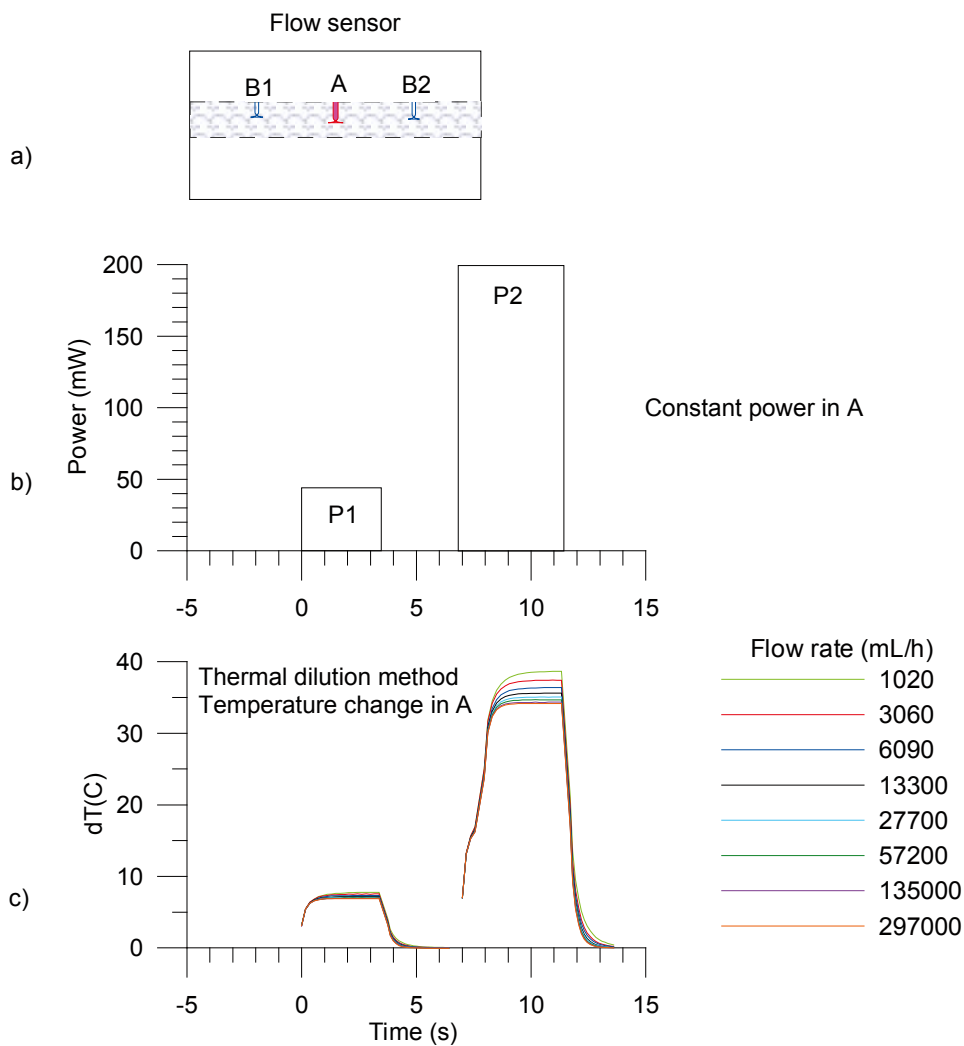 Flow sensor
B1
A
B2
a)
200
150
100
50
0
Power (mW)
P1
P2
Constant power in A
b)
-5
0
5
10
15
40
30
20
10
0
dT(C)
Thermal dilution method
Temperature change in A
c)
-5
0
5
10
15
Time (s)
Flow rate (mL/h)
1020
3060
6090
13300
27700
57200
135000
297000